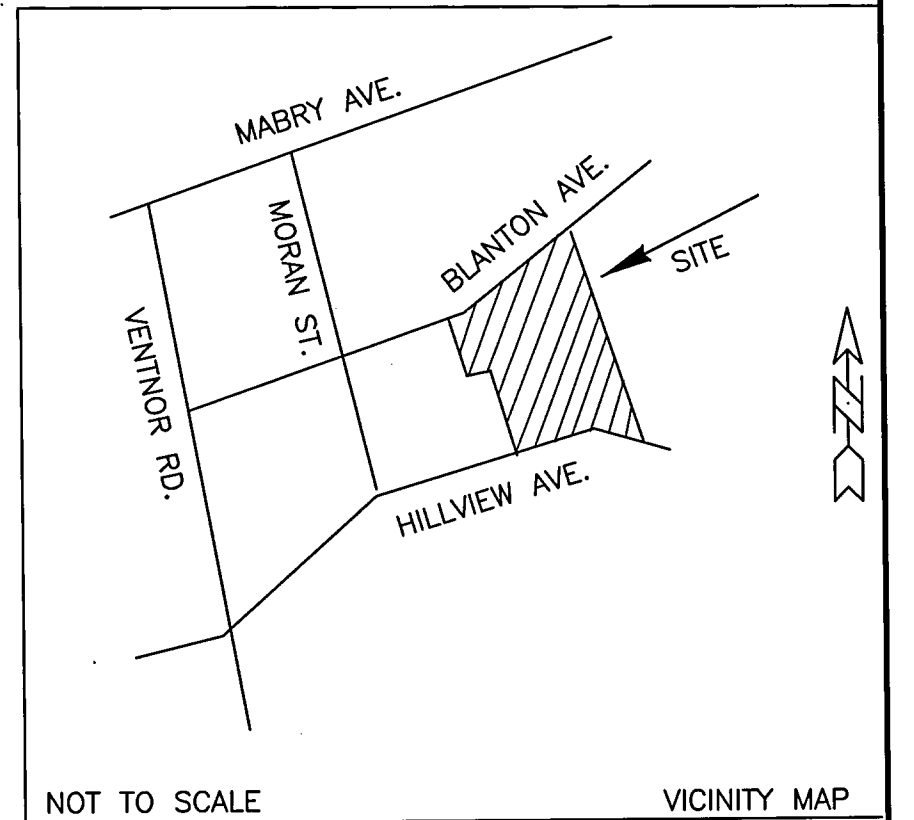 MABRY AVE.
MORAN ST.
BLANTON AVE.
SITE
VENTNOR RD.
HILLVIEW AVE.
N
NOT TO SCALE
VICINITY MAP